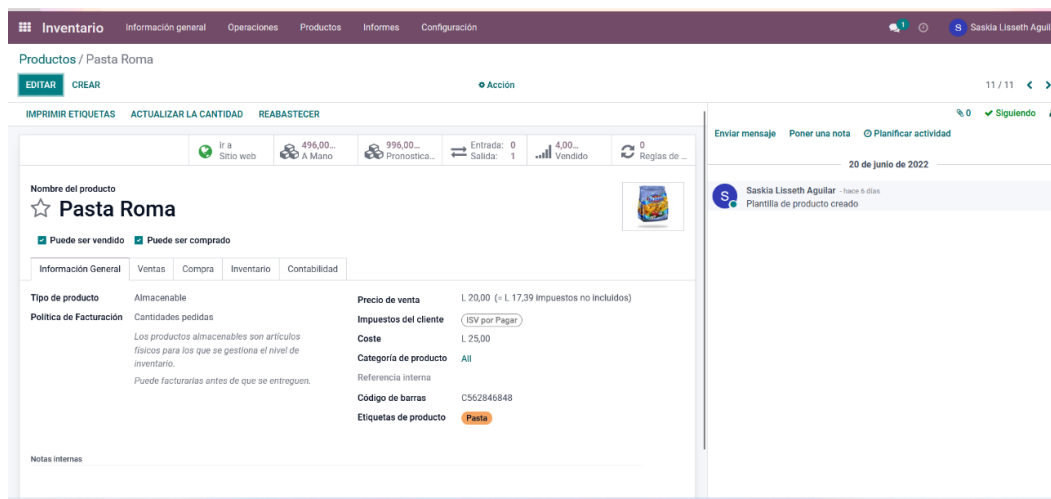 Inventario Información general Operaciones Productos Informes Configuración 1 S Saskia Lisseth Aguil
Productos / Pasta Roma
EDITAR CREAR Acción 11 / 11
IMPRIMIR ETIQUETAS ACTUALIZAR LA CANTIDAD REABASTECER
0 Siguiendo
Ir a Sitio web
496,00... A Mano
996,00... Pronostica...
Entrada: 0
Salida: 1
4,00... Vendido
0 Reglas de ...
Nombre del producto
Pasta Roma
Puede ser vendido Puede ser comprado
Información General Ventas Compra Inventario Contabilidad
Tipo de producto Almacenable
Política de Facturación Cantidades pedidas
Los productos almacenables son artículos
físicos para los que se gestiona el nivel de
inventario.
Puede facturarlas antes de que se entreguen.
Precio de venta L 20,00 (= L 17,39 impuestos no incluidos)
Impuestos del cliente ISV por Pagar
Coste L 25,00
Categoría de producto All
Referencia interna
Código de barras C562846848
Etiquetas de producto Pasta
Notas internas
Enviar mensaje Poner una nota Planificar actividad
20 de junio de 2022
S Saskia Lisseth Aguilar - hace 6 días
Plantilla de producto creado